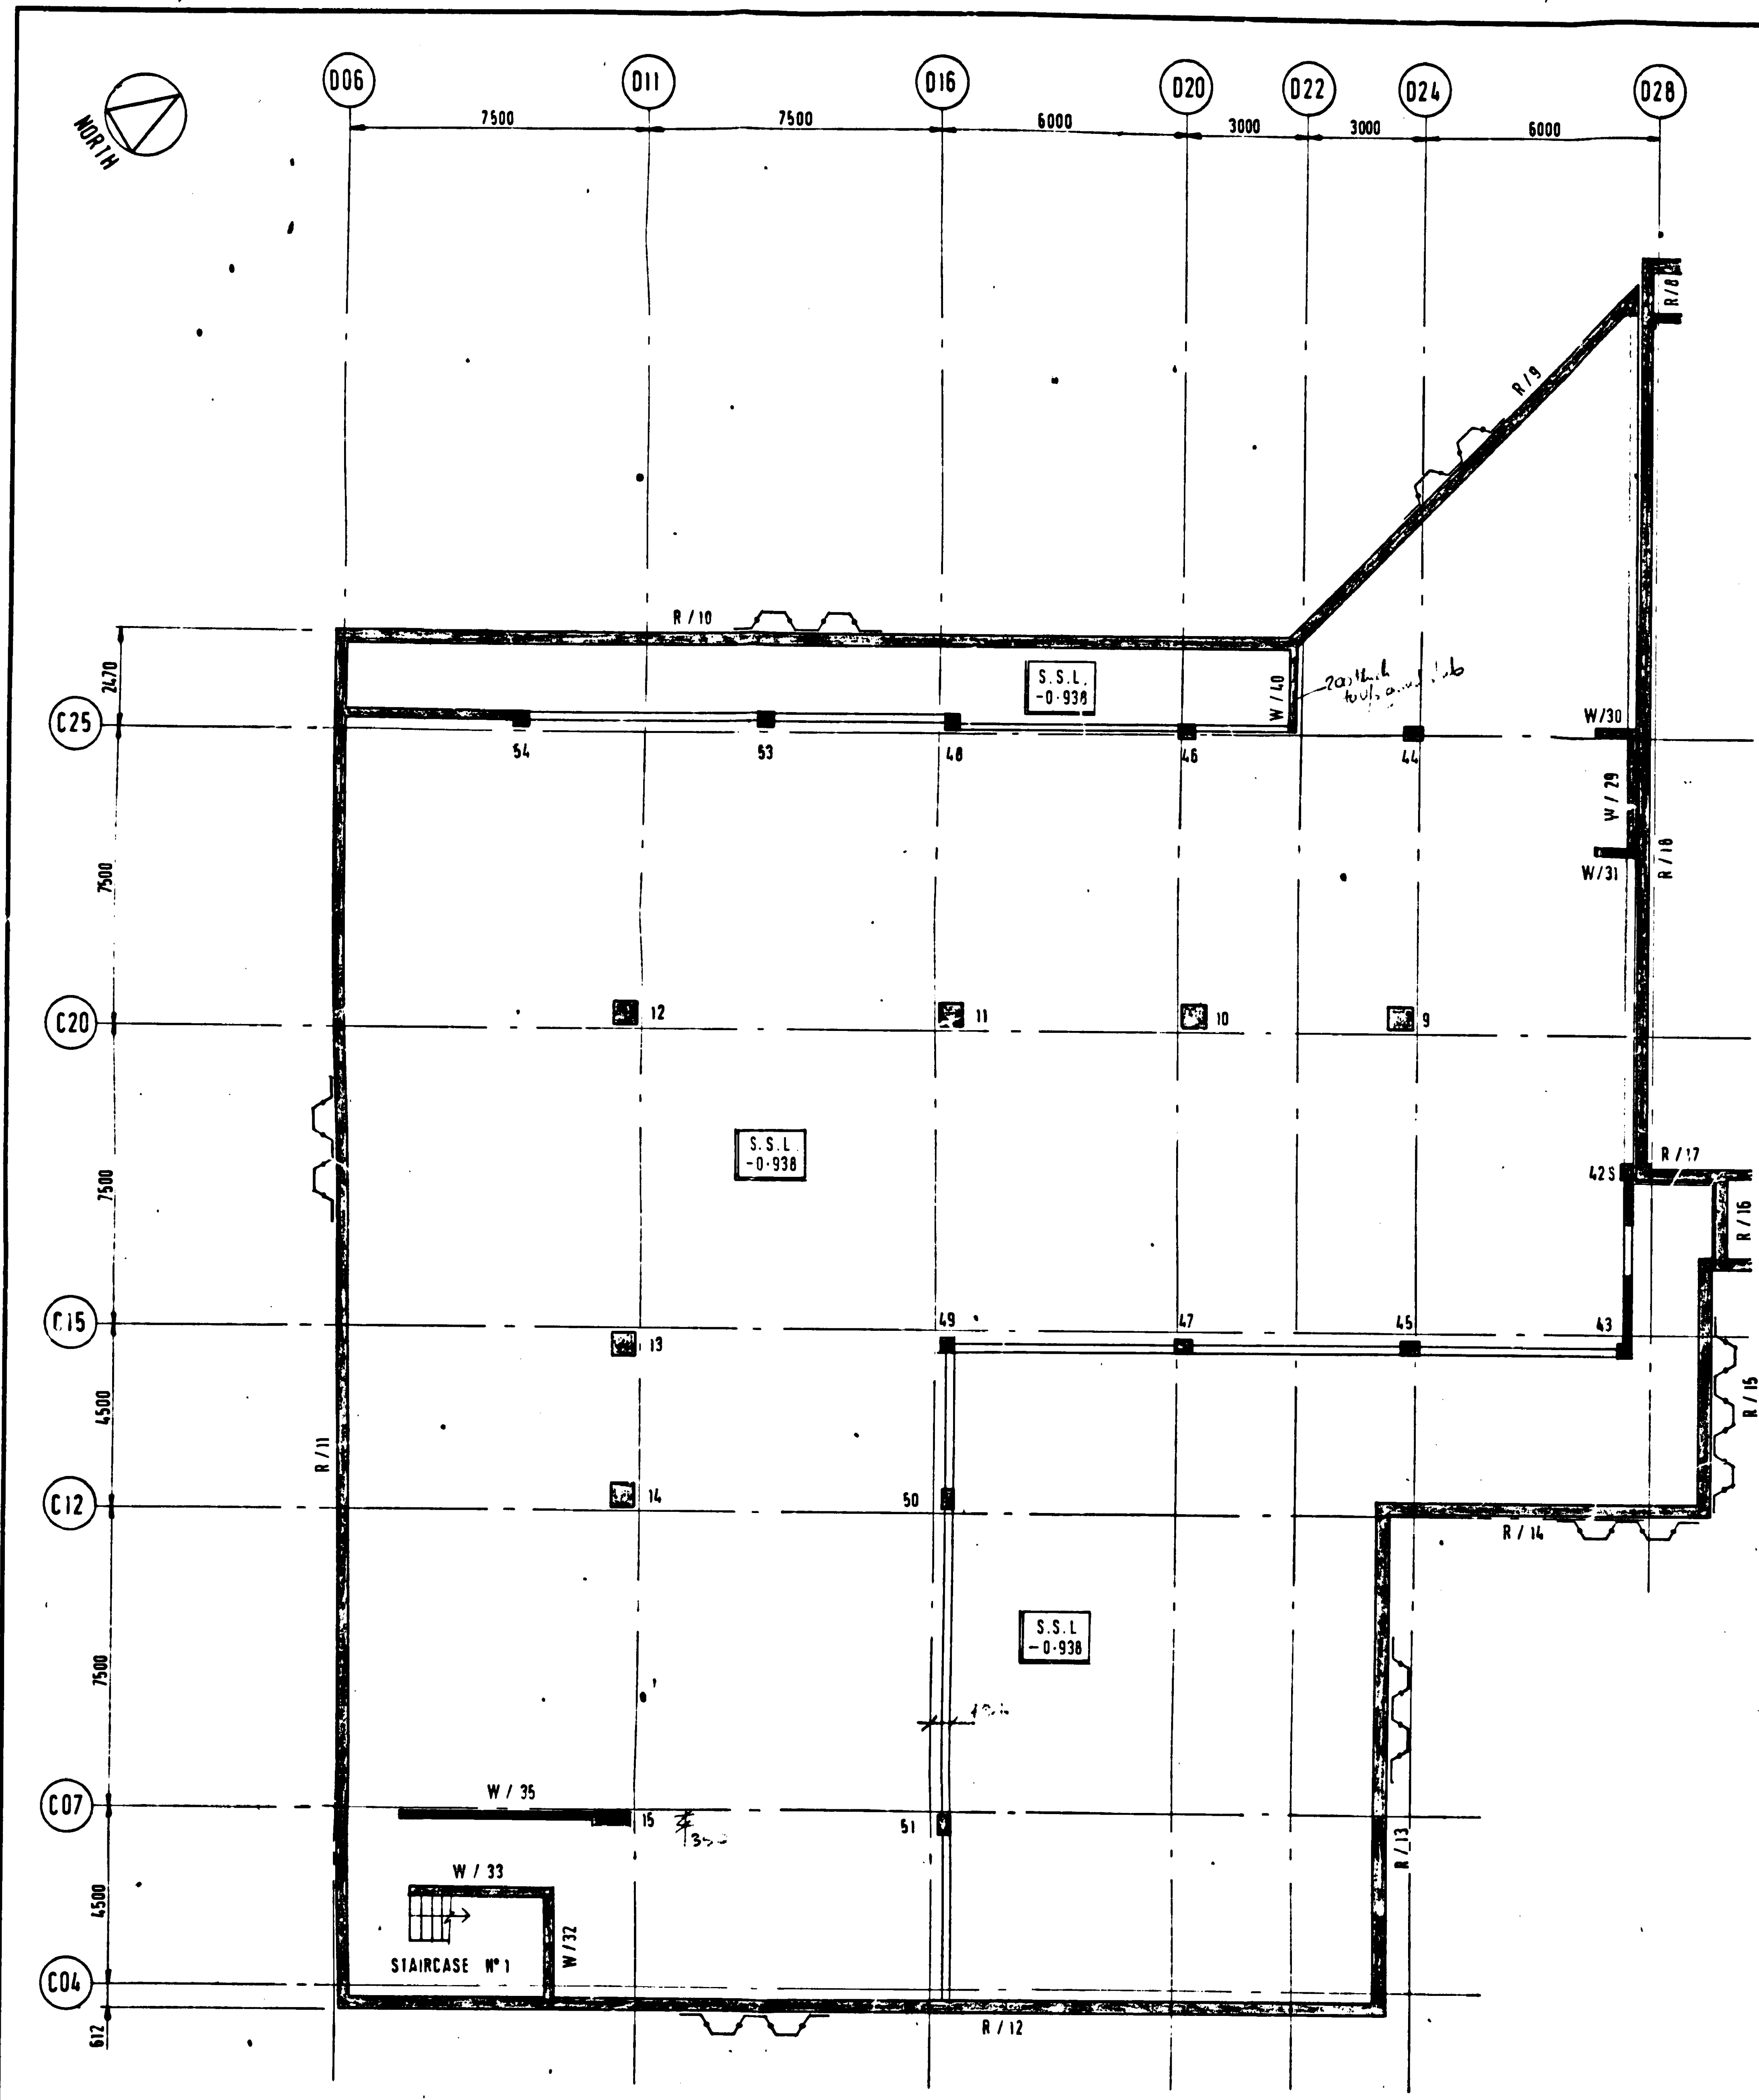 D06
D11
D16
D20
D22
D24
D28
7500
7500
6000
3000
3000
6000
NORTH
R/8
R/9
R/10
2470
S.S.L.
-0·938
W/40
C25
54
53
48
46
44
W/30
W/29
7500
W/31
R/18
C20
12
11
10
9
S.S.L.
-0·938
7500
42S
R/17
R/16
C15
49
47
45
43
13
4500
R/11
R/15
C12
14
50
R/14
S.S.L
-0·938
7500
W/35
C07
15
51
R/13
W/33
4500
W/32
STAIRCASE Nº 1
C04
612
R/12